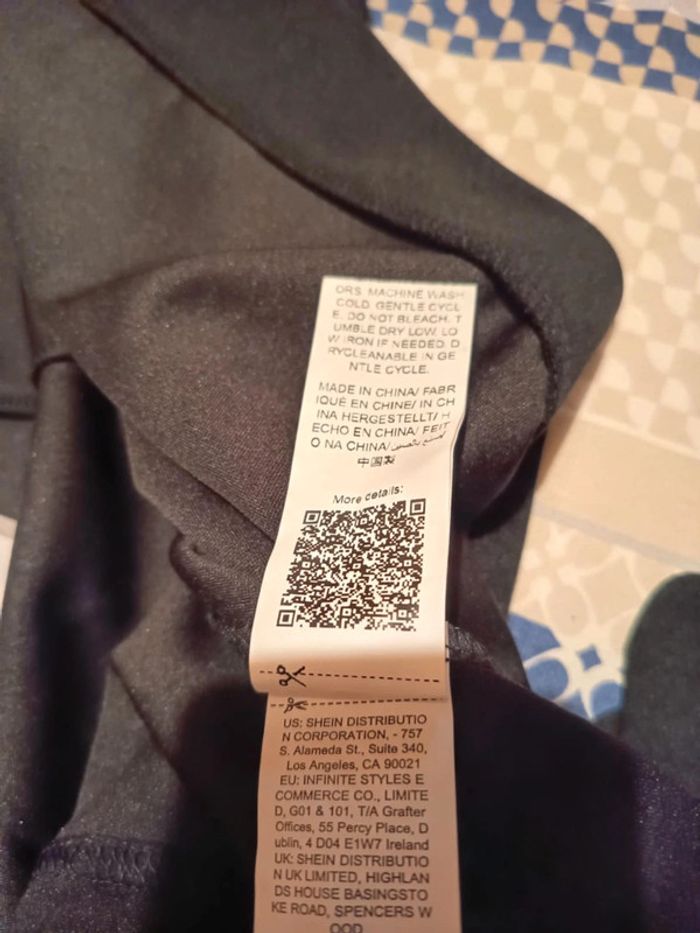 ORS. MACHINE WASH
COLD. GENTLE CYCL
E. DO NOT BLEACH. T
UMBLE DRY LOW. LO
W IRON IF NEEDED. D
RYCLEANABLE IN GE
NTLE CYCLE.
MADE IN CHINA/ FABR
IQUÉ EN CHINE/ IN CH
INA HERGESTELLT/ H
ECHO EN CHINA/ FEIT
O NA CHINA/
中国製
More details:
US: SHEIN DISTRIBUTIO
N CORPORATION, - 757
S. Alameda St., Suite 340,
Los Angeles, CA 90021
EU: INFINITE STYLES E
COMMERCE CO., LIMITE
D, G01 & 101, T/A Grafter
Offices, 55 Percy Place, D
ublin, 4 D04 E1W7 Ireland
UK: SHEIN DISTRIBUTIO
N UK LIMITED, HIGHLAN
DS HOUSE BASINGSTO
KE ROAD, SPENCERS W
OOD